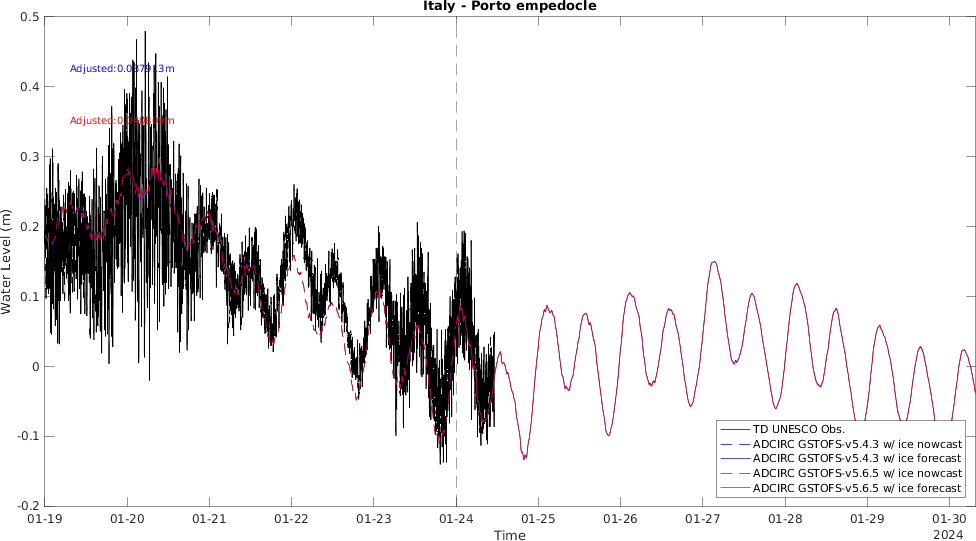 Italy - Porto empedocle
0.5
0.4
0.3
0.2
0.1
0
-0.1
-0.2
Water Level (m)
01-19 01-20 01-21 01-22 01-23 01-24 01-25 01-26 01-27 01-28 01-29 01-30
2024
Time
TD UNESCO Obs.
ADCIRC GSTOFS-v5.4.3 w/ ice nowcast
ADCIRC GSTOFS-v5.4.3 w/ ice forecast
ADCIRC GSTOFS-v5.6.5 w/ ice nowcast
ADCIRC GSTOFS-v5.6.5 w/ ice forecast